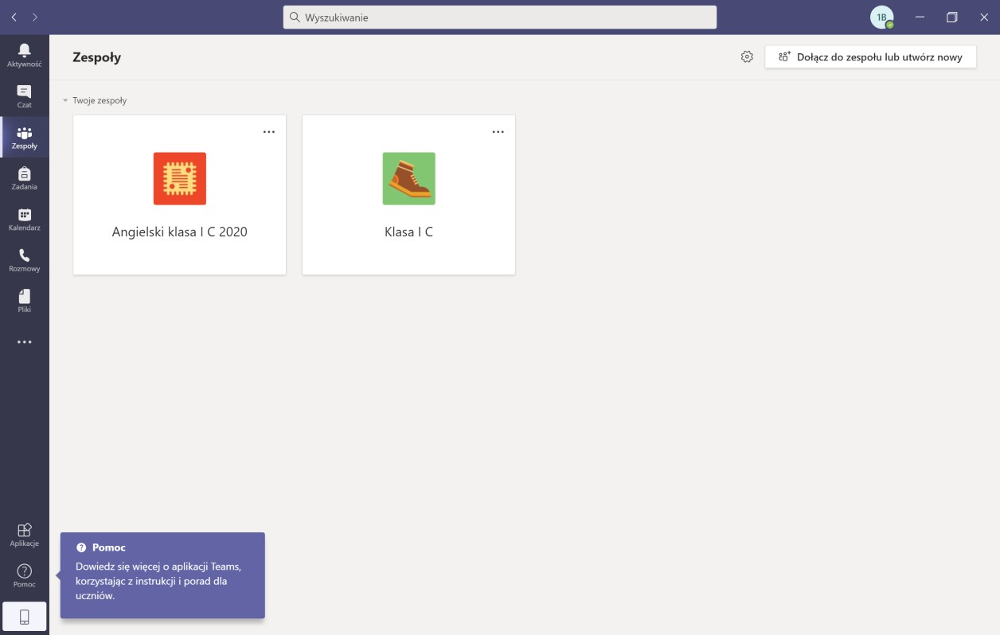 Wyszukiwanie
1B
Aktywność
Czat
Zespoły
Zadania
Kalendarz
Rozmowy
Pliki
Aplikacje
Pomoc
Zespoły
Dołącz do zespołu lub utwórz nowy
Twoje zespoły
Angielski klasa I C 2020
Klasa I C
Pomoc
Dowiedz się więcej o aplikacji Teams,
korzystając z instrukcji i porad dla
uczniów.